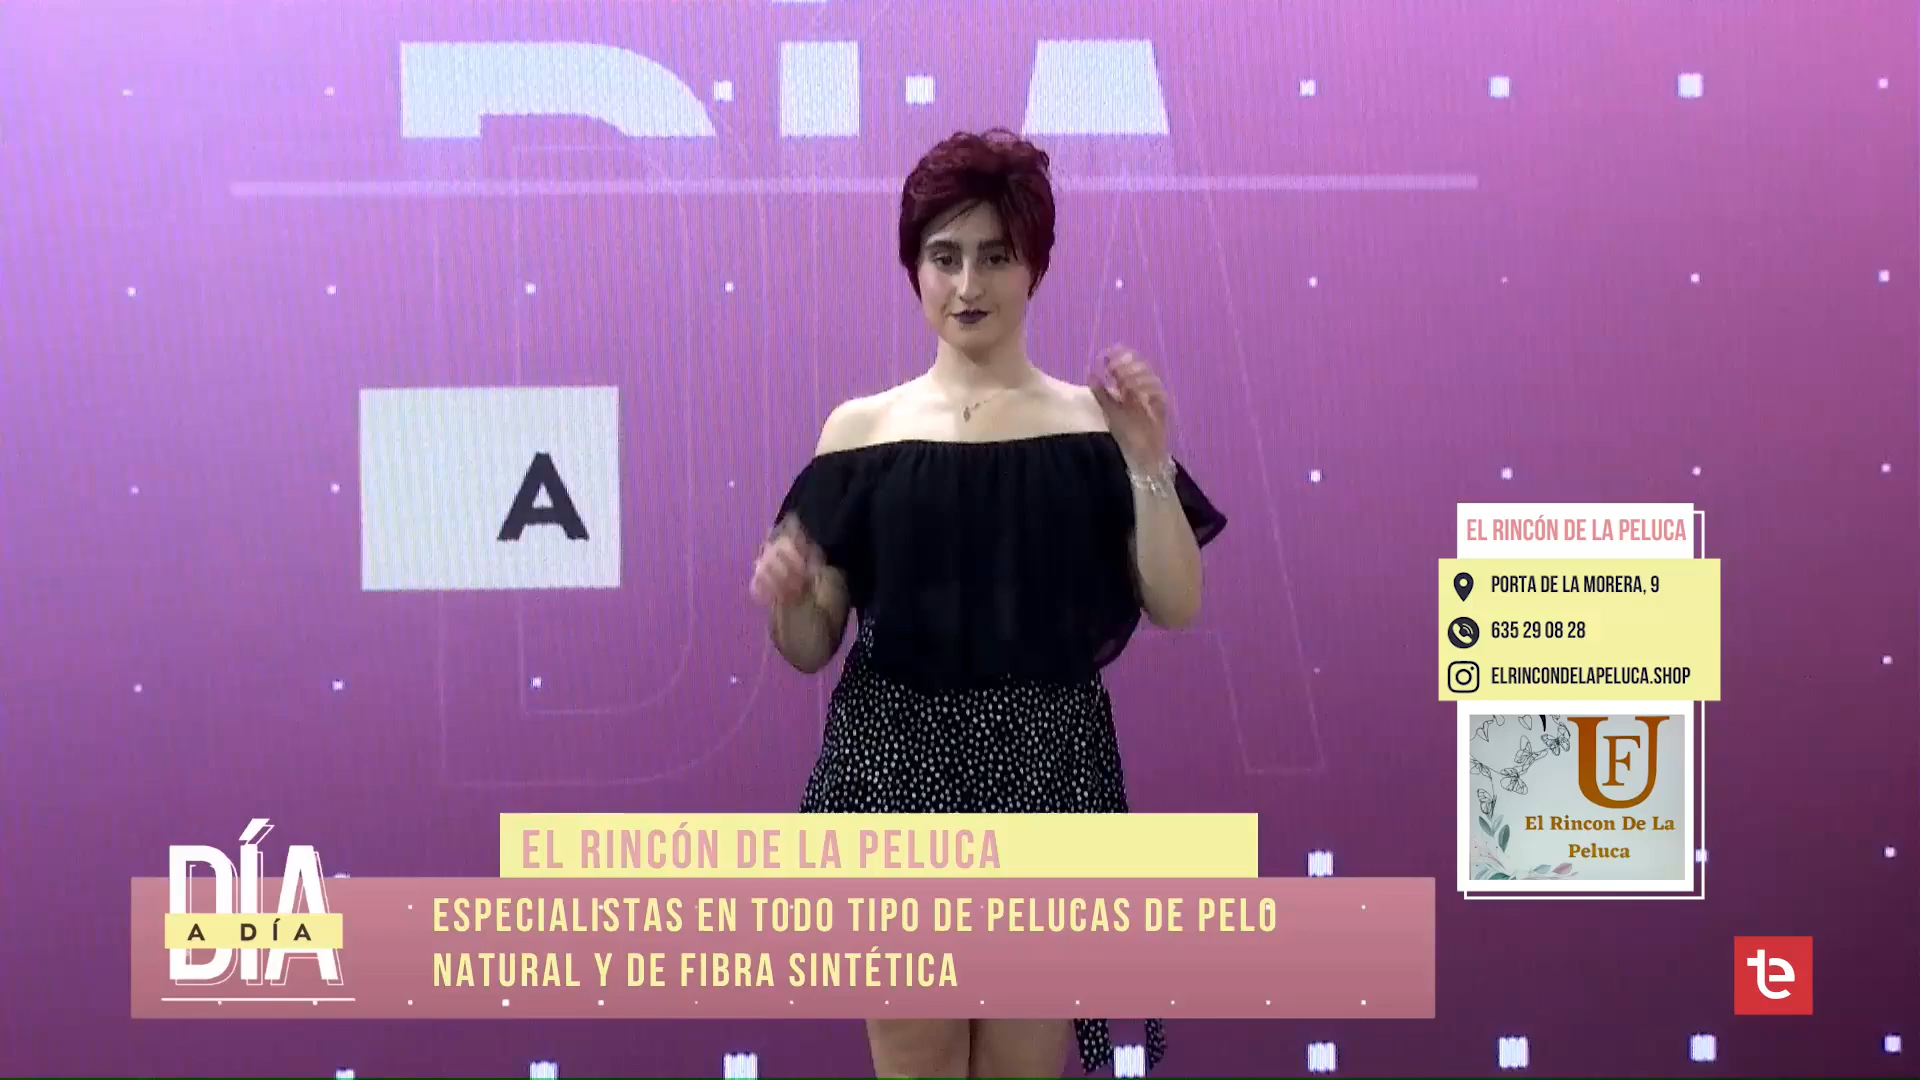 DÍA
A
EL RINCÓN DE LA PELUCA
PORTA DE LA MORERA, 9
635 29 08 28
ELRINCONDELAPELUCA.SHOP
UF
El Rincon De La
Peluca
EL RINCÓN DE LA PELUCA
ESPECIALISTAS EN TODO TIPO DE PELUCAS DE PELO
NATURAL Y DE FIBRA SINTÉTICA
DÍA
A DÍA
te